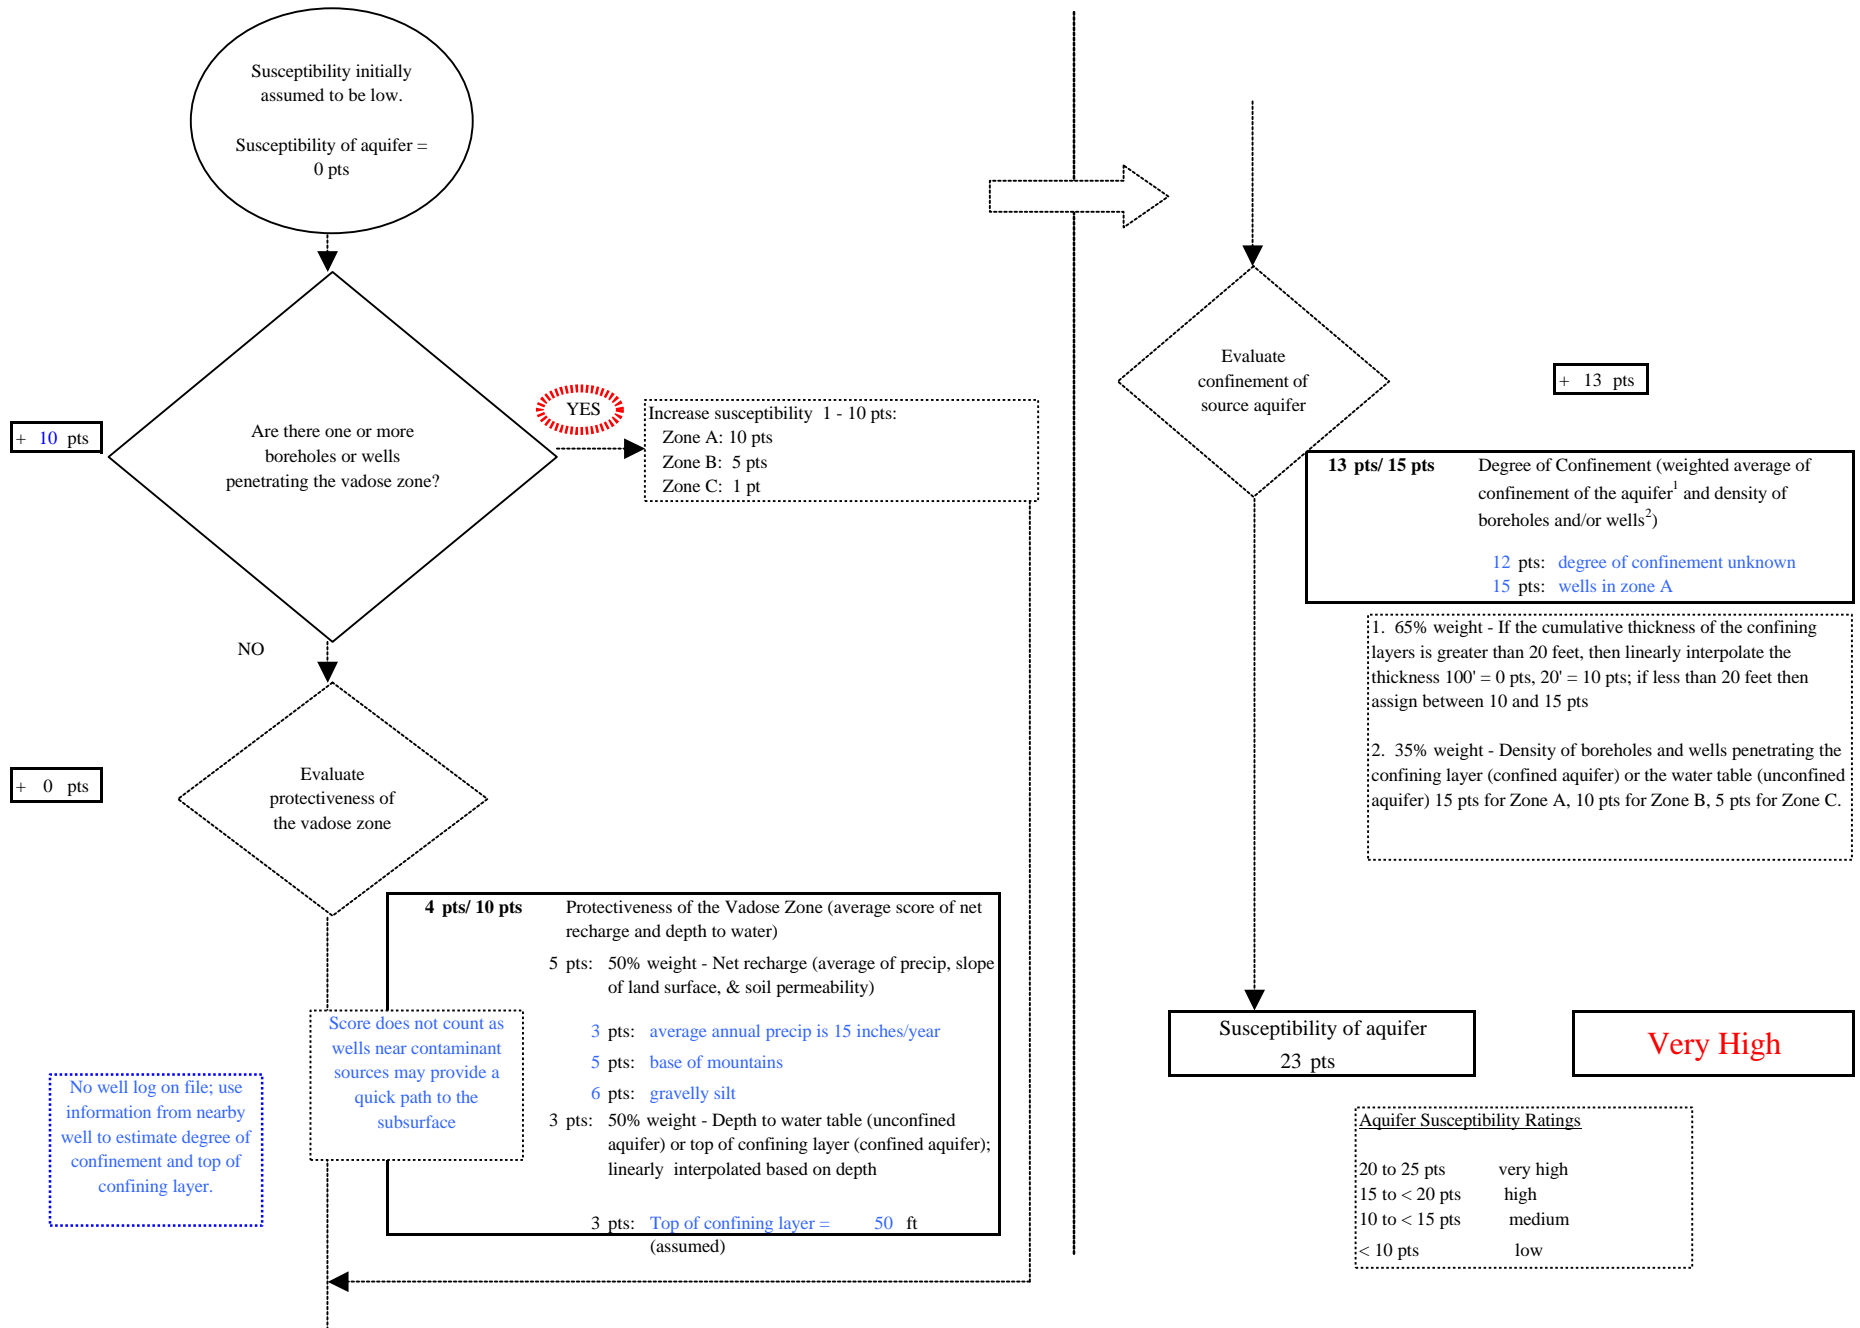 Susceptibility initially
assumed to be low.
Susceptibility of aquifer =
0 pts
+ 10 pts
Are there one or more
boreholes or wells
penetrating the vadose zone?
YES
Increase susceptibility 1 - 10 pts:
Zone A: 10 pts
Zone B: 5 pts
Zone C: 1 pt
NO
+ 0 pts
Evaluate
protectiveness of
the vadose zone
4 pts/ 10 pts Protectiveness of the Vadose Zone (average score of net
recharge and depth to water)
5 pts: 50% weight - Net recharge (average of precip, slope
of land surface, & soil permeability)
3 pts: average annual precip is 15 inches/year
5 pts: base of mountains
6 pts: gravelly silt
3 pts: 50% weight - Depth to water table (unconfined
aquifer) or top of confining layer (confined aquifer);
linearly interpolated based on depth
3 pts: Top of confining layer = 50 ft
(assumed)
Score does not count as
wells near contaminant
sources may provide a
quick path to the
subsurface
No well log on file; use
information from nearby
well to estimate degree of
confinement and top of
confining layer.
Evaluate
confinement of
source aquifer
+ 13 pts
13 pts/ 15 pts Degree of Confinement (weighted average of
confinement of the aquifer1 and density of
boreholes and/or wells2)
12 pts: degree of confinement unknown
15 pts: wells in zone A
1. 65% weight - If the cumulative thickness of the confining
layers is greater than 20 feet, then linearly interpolate the
thickness 100' = 0 pts, 20' = 10 pts; if less than 20 feet then
assign between 10 and 15 pts
2. 35% weight - Density of boreholes and wells penetrating the
confining layer (confined aquifer) or the water table (unconfined
aquifer) 15 pts for Zone A, 10 pts for Zone B, 5 pts for Zone C.
Susceptibility of aquifer
23 pts
Very High
Aquifer Susceptibility Ratings
20 to 25 pts very high
15 to < 20 pts high
10 to < 15 pts medium
< 10 pts low